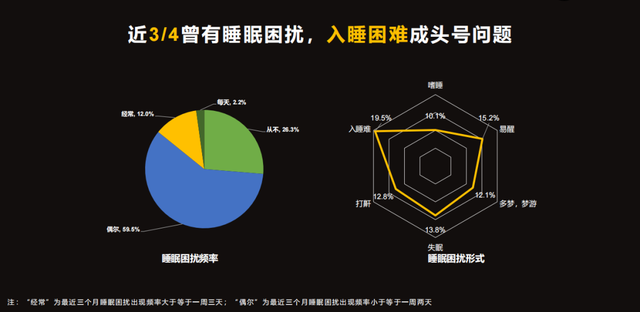 近3/4曾有睡眠困扰，入睡困难成头号问题
每天, 2.2%
经常, 12.0%
从不, 26.3%
偶尔, 59.5%
睡眠困扰频率
嗜睡
10.1%
19.5%
15.2%
入睡难
易醒
12.8%
12.1%
打鼾
多梦，梦游
13.8%
失眠
睡眠困扰形式
注：“经常”为最近三个月睡眠困扰出现频率大于等于一周三天；“偶尔”为最近三个月睡眠困扰出现频率小于等于一周两天